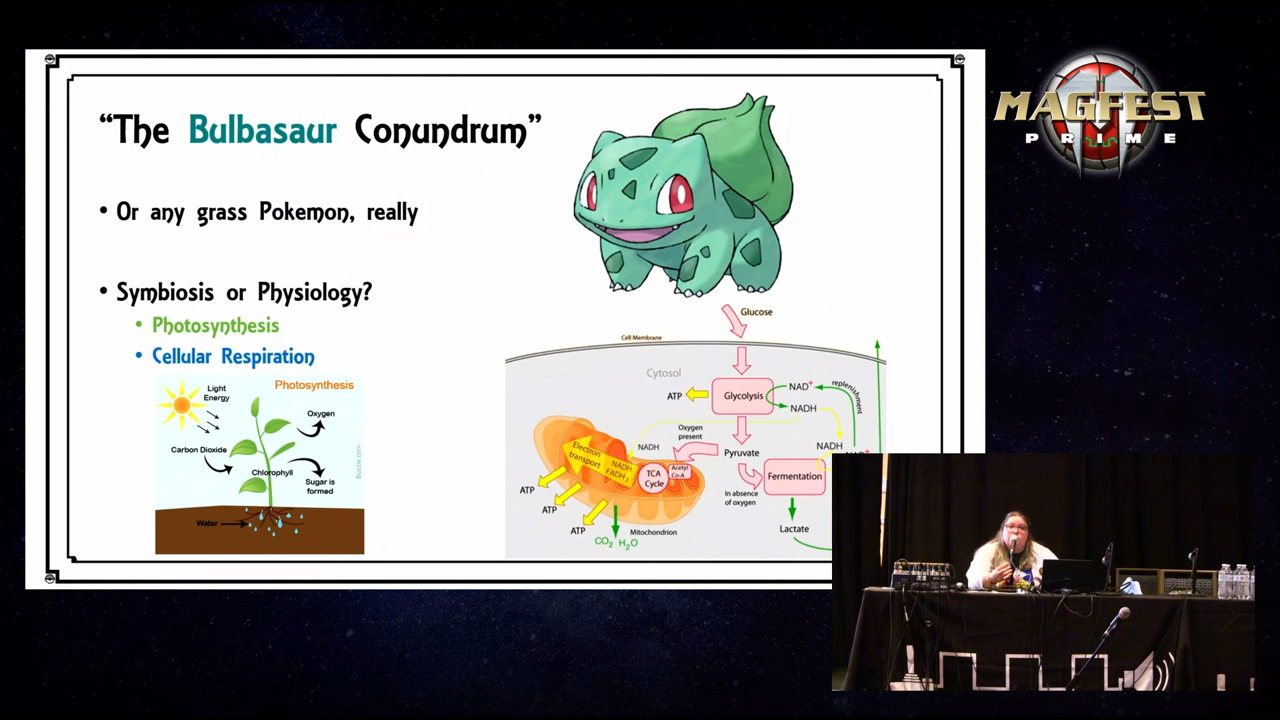 “The Bulbasaur Conundrum”
• Or any grass Pokemon, really
• Symbiosis or Physiology?
• Photosynthesis
• Cellular Respiration
Photosynthesis
Light
Energy
Oxygen
Carbon Dioxide
Chlorophyll
Sugar is
formed
Water
Buzzle.com
Glucose
Cell Membrane
Cytosol
ATP
Glycolysis
NAD+
NADH
replenishment
Oxygen
present
NADH
NADH
Pyruvate
Electron
transport
NADH
FADH2
TCA
Cycle
Acetyl
Co-A
Fermentation
In absence
of oxygen
ATP
ATP
ATP
Mitochondrion
CO2 H2O
Lactate
MAGFEST
PRIME